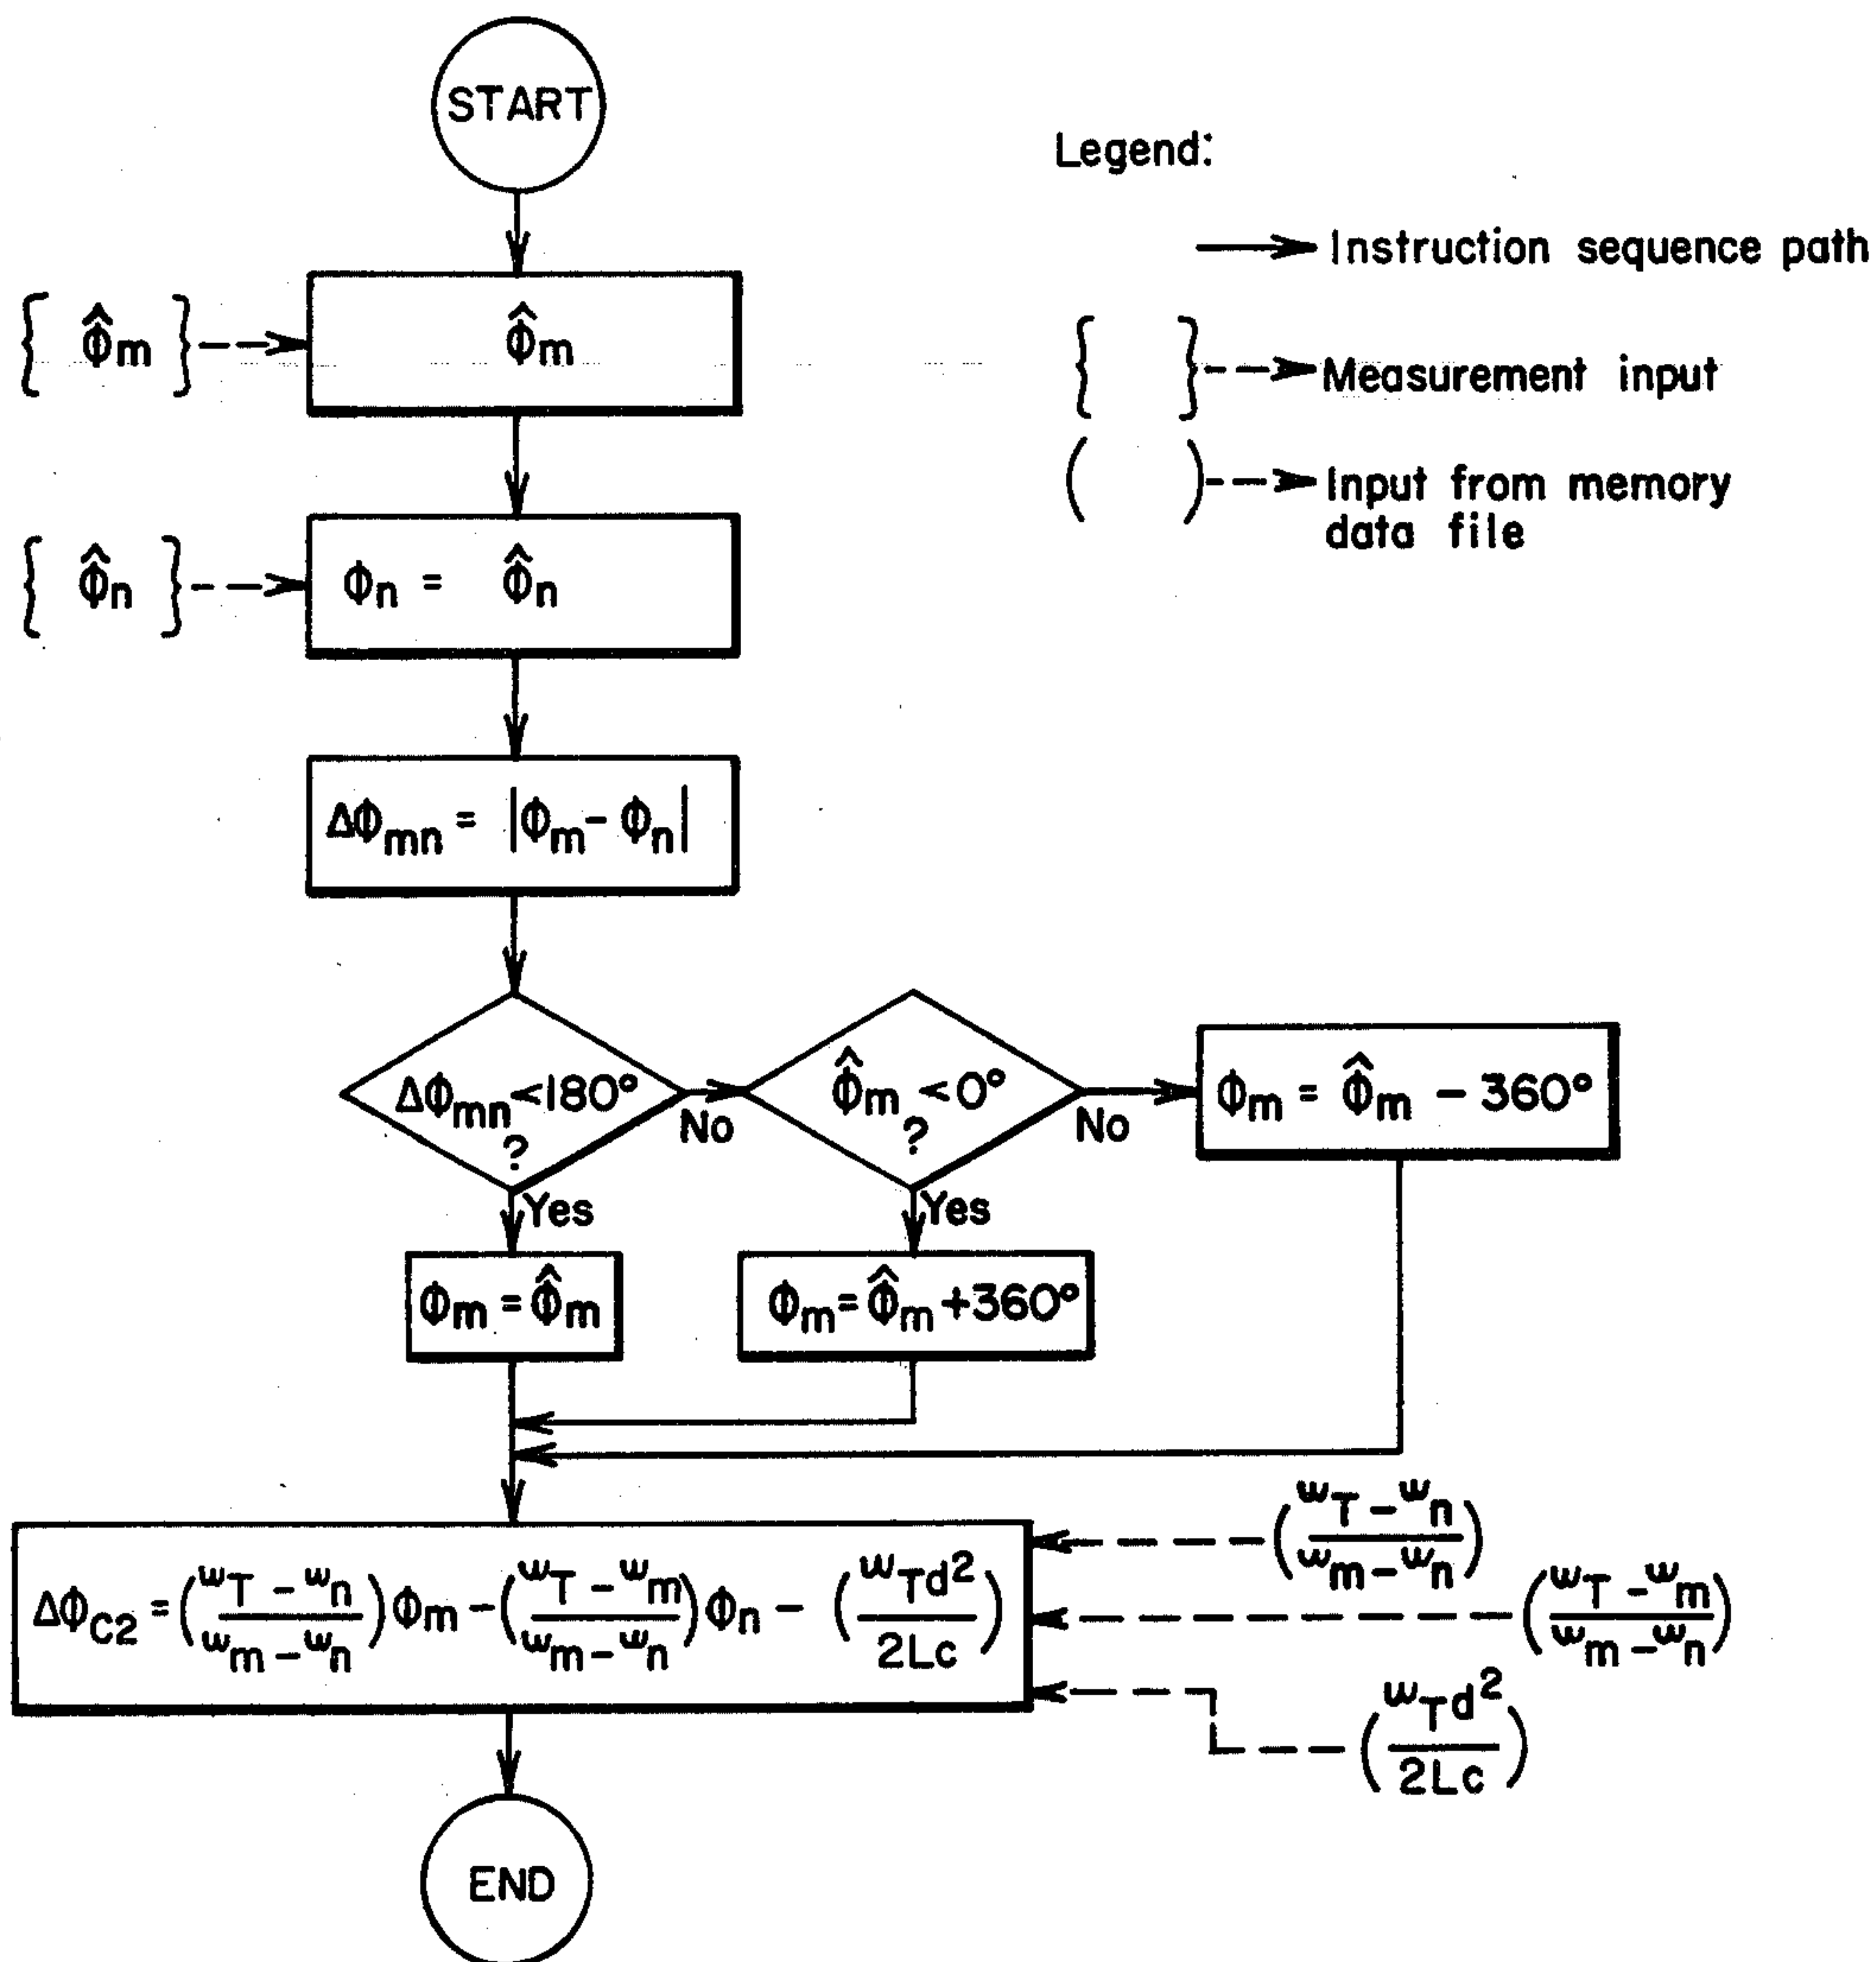 START
Legend:
Instruction sequence path
{ Φ̂m }
Φ̂m
{ }
Measurement input
( )
Input from memory
data file
{ Φ̂n }
Φn = Φ̂n
ΔΦmn = |Φm - Φn|
ΔΦmn <180°
?
No
Φ̂m <0°
?
No
Φm = Φ̂m − 360°
Yes
Yes
Φm = Φ̂m
Φm = Φ̂m +360°
(ωT − ωn / ωm − ωn)
ΔΦC2 = (ωT − ωn / ωm − ωn) Φm − (ωT − ωm / ωm − ωn) Φn − (ωTd² / 2Lc)
(ωT − ωm / ωm − ωn)
(ωTd² / 2Lc)
END